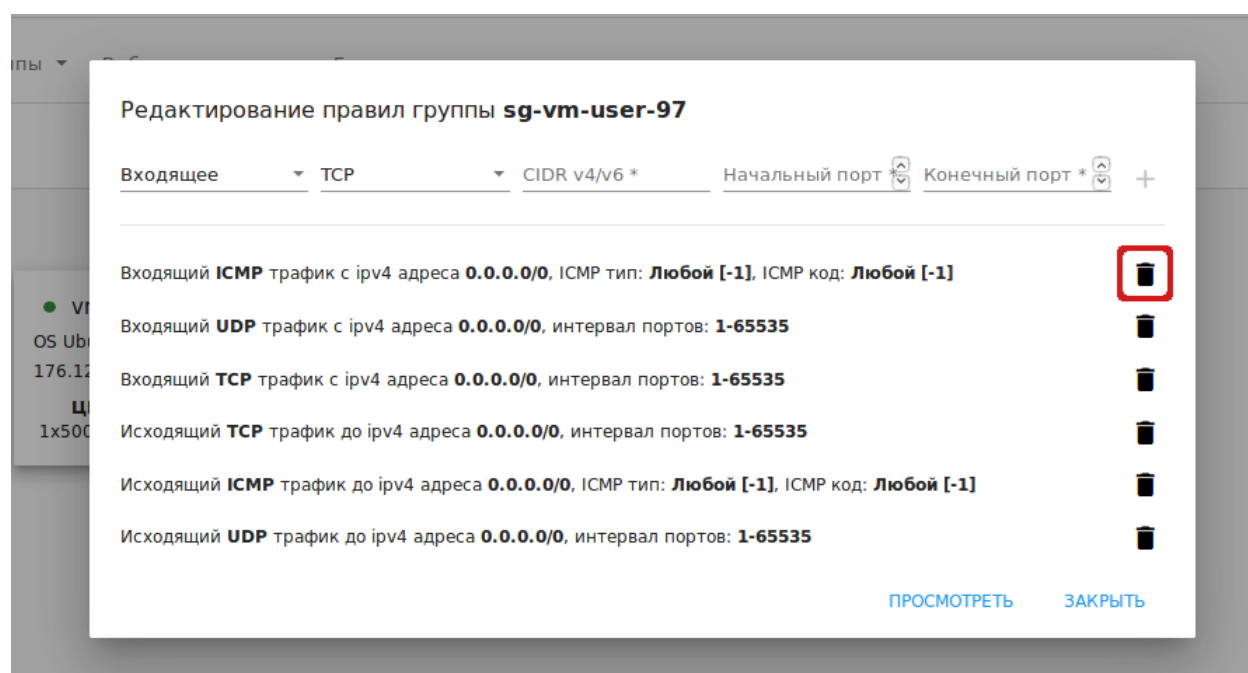 Редактирование правил группы sg-vm-user-97
Входящее TCP CIDR v4/v6 * Начальный порт * Конечный порт *
Входящий ICMP трафик с ipv4 адреса 0.0.0.0/0, ICMP тип: Любой [-1], ICMP код: Любой [-1]
Входящий UDP трафик с ipv4 адреса 0.0.0.0/0, интервал портов: 1-65535
OS
176.12
Входящий TCP трафик с ipv4 адреса 0.0.0.0/0, интервал портов: 1-65535
1x500
Исходящий TCP трафик до ipv4 адреса 0.0.0.0/0, интервал портов: 1-65535
Исходящий ICMP трафик до ipv4 адреса 0.0.0.0/0, ICMP тип: Любой [-1], ICMP код: Любой [-1]
Исходящий UDP трафик до ipv4 адреса 0.0.0.0/0, интервал портов: 1-65535
ПРОСМОТРЕТЬ ЗАКРЫТЬ